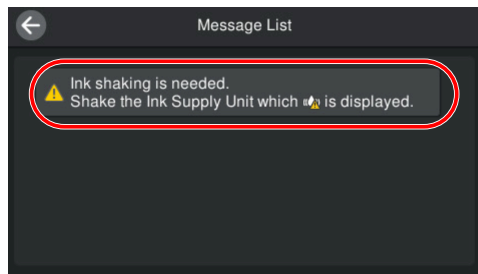 Message List
Ink shaking is needed.
Shake the Ink Supply Unit which is displayed.